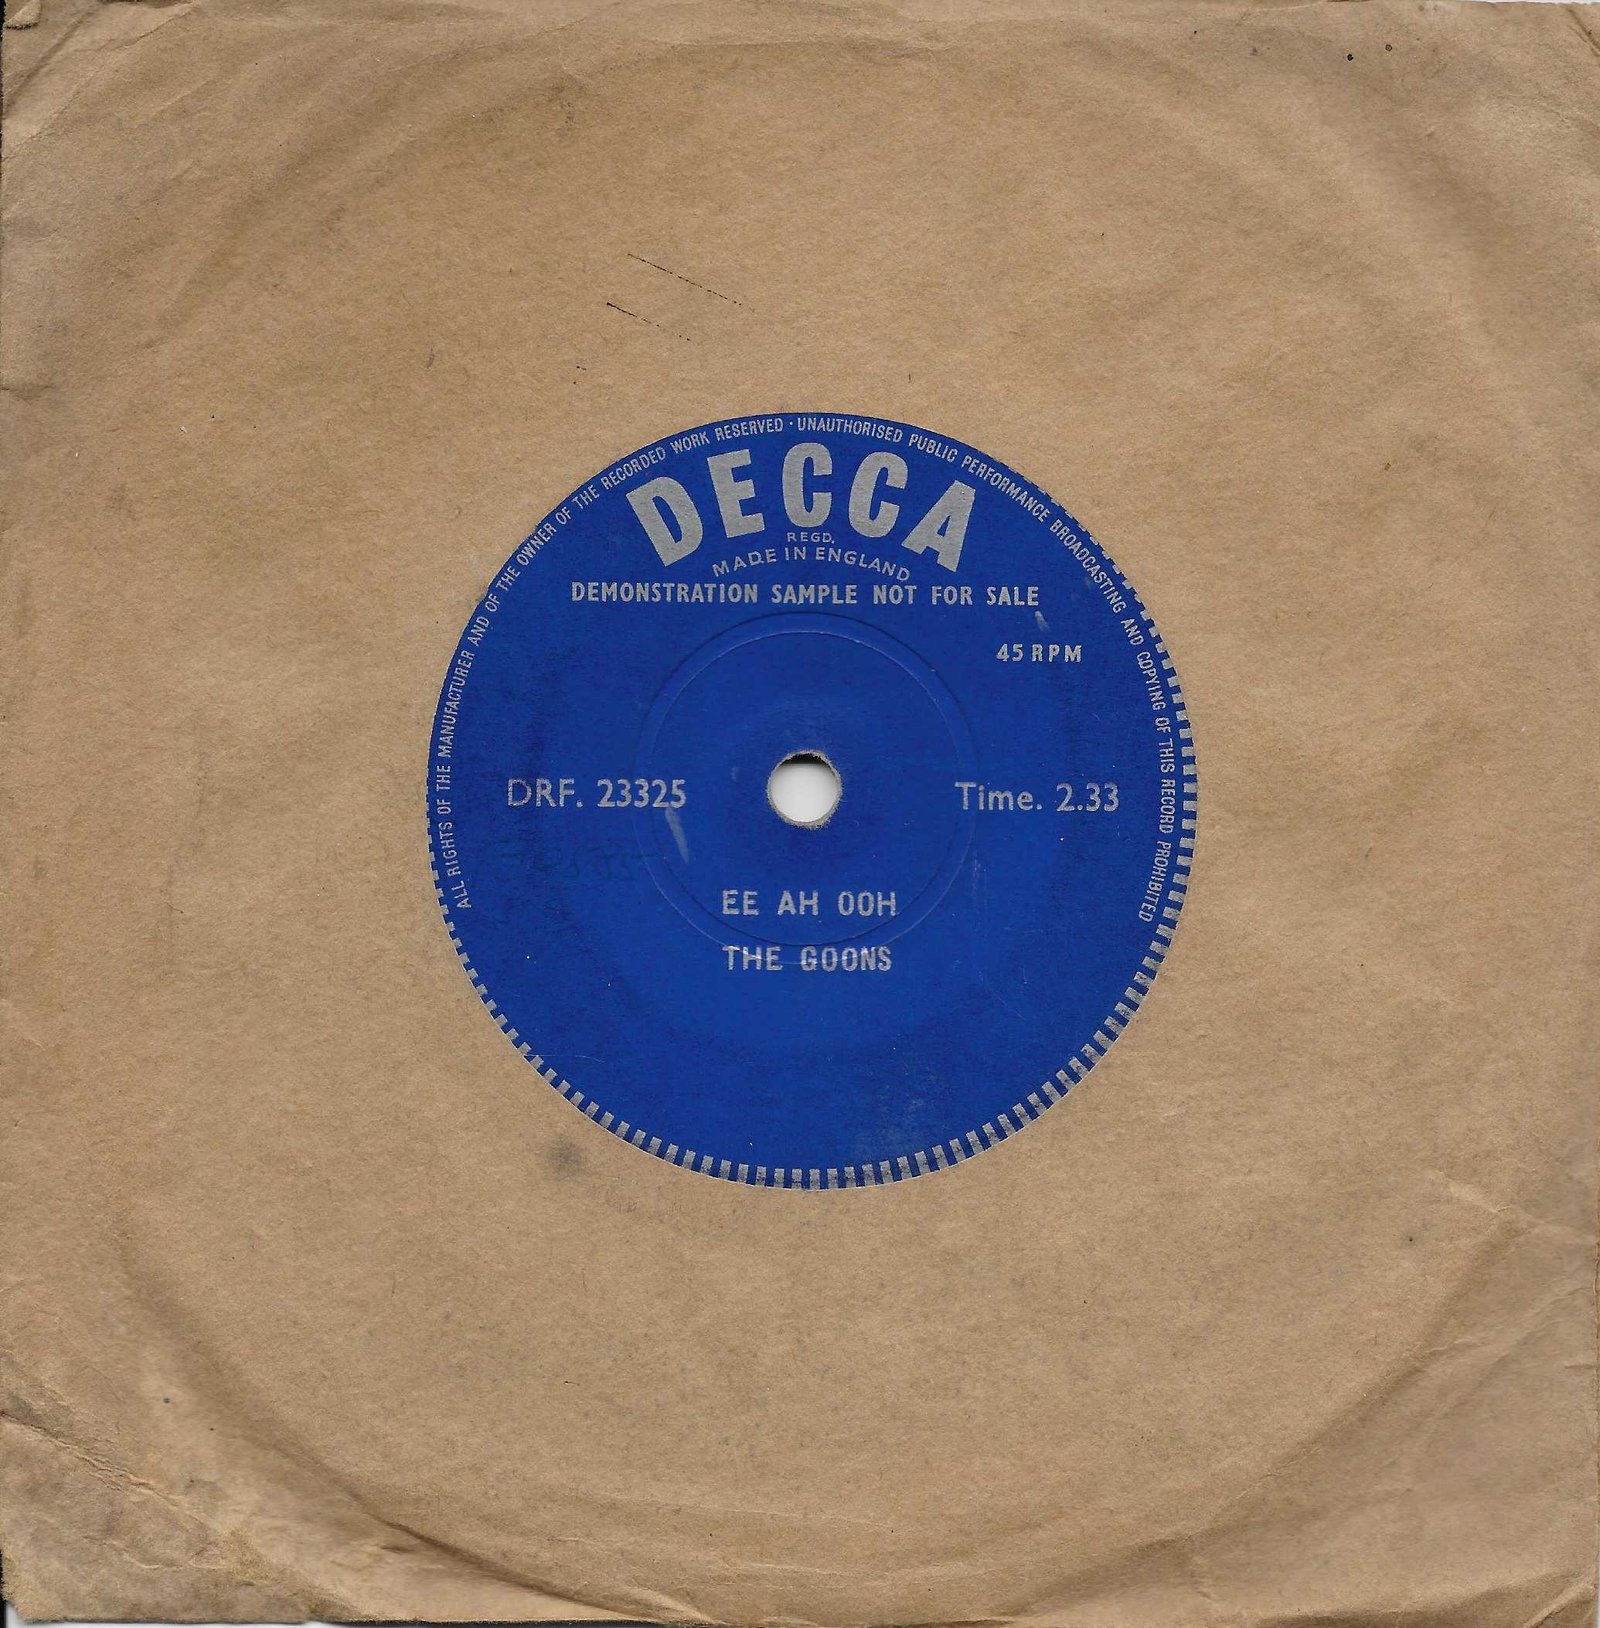 ALL RIGHTS OF THE MANUFACTURER AND OF THE OWNER OF THE RECORDED WORK RESERVED · UNAUTHORISED PUBLIC PERFORMANCE BROADCASTING AND COPYING OF THIS RECORD PROHIBITED
DECCA
REGD.
MADE IN ENGLAND
DEMONSTRATION SAMPLE NOT FOR SALE
45 RPM
DRF. 23325 Time. 2.33
EE AH OOH
THE GOONS